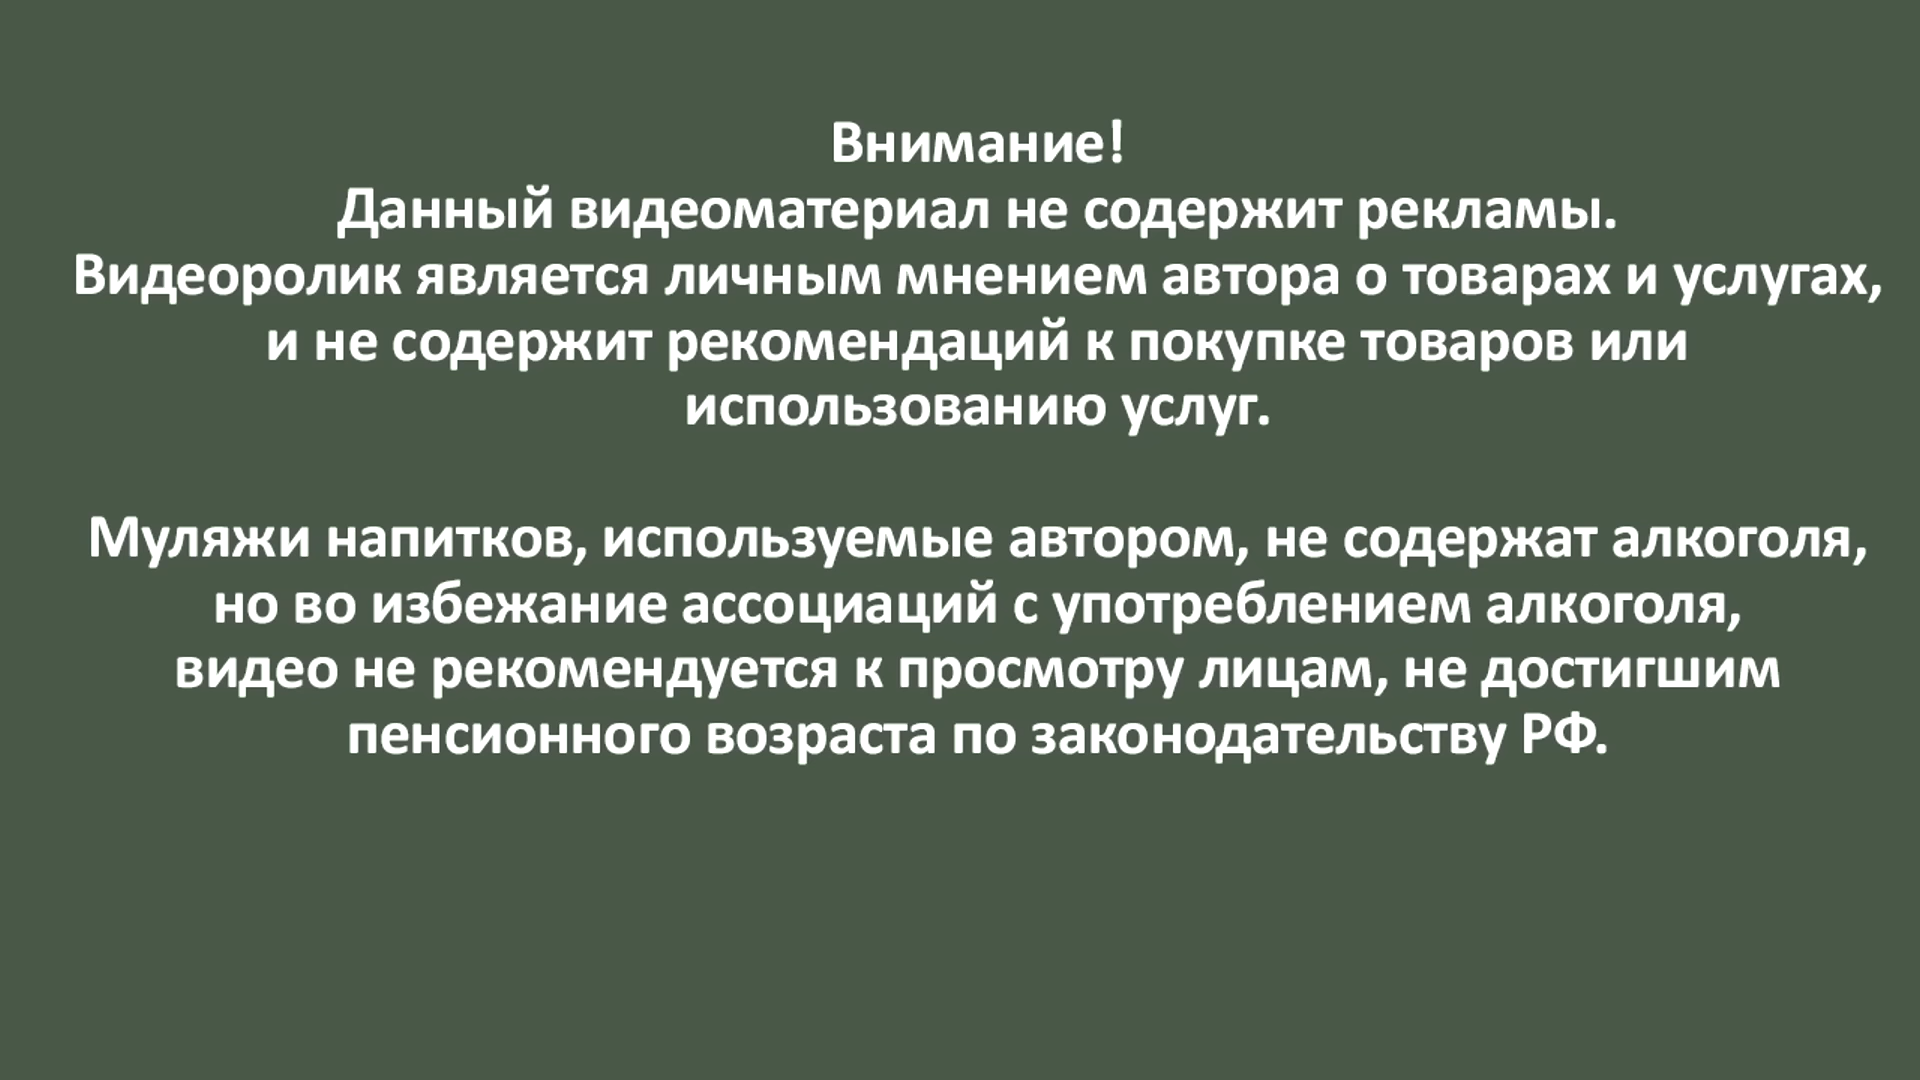 Внимание!
Данный видеоматериал не содержит рекламы.
Видеоролик является личным мнением автора о товарах и услугах,
и не содержит рекомендаций к покупке товаров или
использованию услуг.
Муляжи напитков, используемые автором, не содержат алкоголя,
но во избежание ассоциаций с употреблением алкоголя,
видео не рекомендуется к просмотру лицам, не достигшим
пенсионного возраста по законодательству РФ.